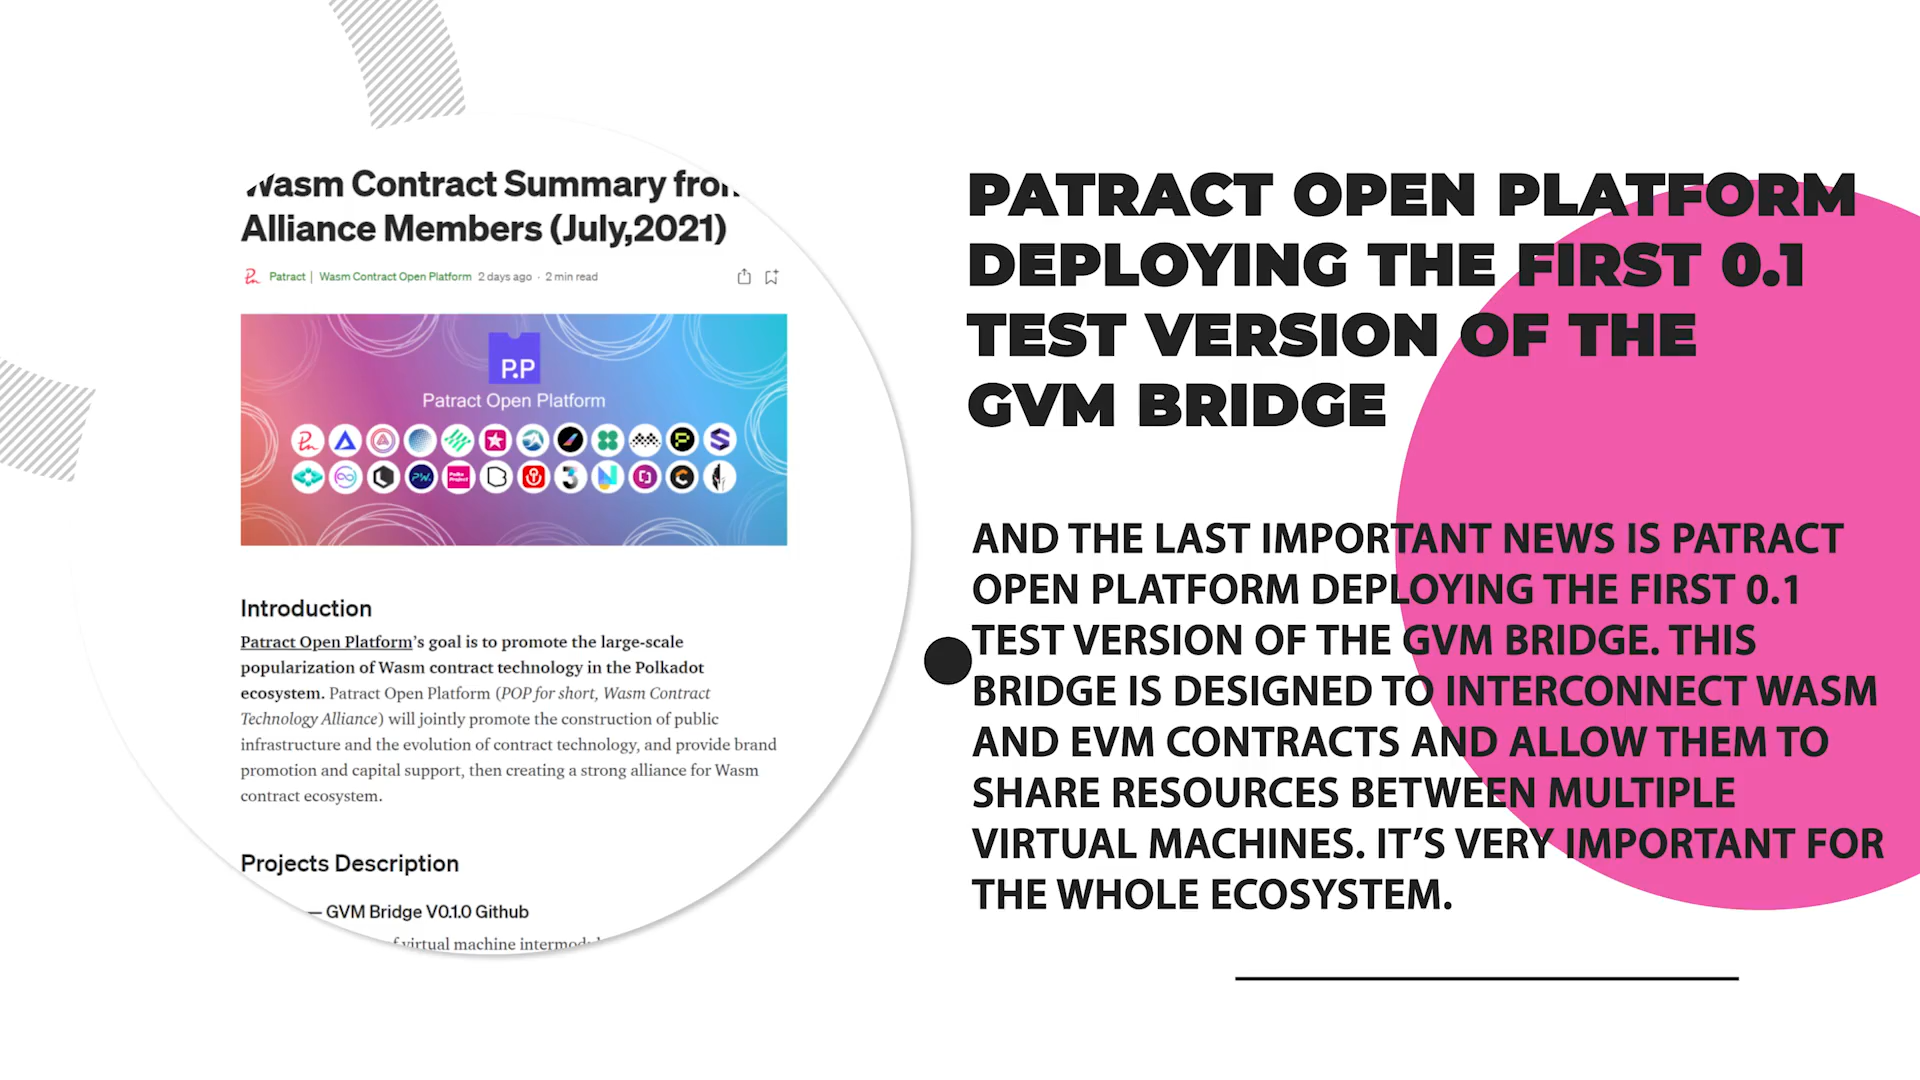 Wasm Contract Summary from
Alliance Members (July,2021)
Patract | Wasm Contract Open Platform 2 days ago · 2 min read
P.P
Patract Open Platform
Introduction
Patract Open Platform’s goal is to promote the large-scale
popularization of Wasm contract technology in the Polkadot
ecosystem. Patract Open Platform (POP for short, Wasm Contract
Technology Alliance) will jointly promote the construction of public
infrastructure and the evolution of contract technology, and provide brand
promotion and capital support, then creating a strong alliance for Wasm
contract ecosystem.
Projects Description
— GVM Bridge V0.1.0 Github
of virtual machine
PATRACT OPEN PLATFORM
DEPLOYING THE FIRST 0.1
TEST VERSION OF THE
GVM BRIDGE
AND THE LAST IMPORTANT NEWS IS PATRACT
OPEN PLATFORM DEPLOYING THE FIRST 0.1
TEST VERSION OF THE GVM BRIDGE. THIS
BRIDGE IS DESIGNED TO INTERCONNECT WASM
AND EVM CONTRACTS AND ALLOW THEM TO
SHARE RESOURCES BETWEEN MULTIPLE
VIRTUAL MACHINES. IT’S VERY IMPORTANT FOR
THE WHOLE ECOSYSTEM.